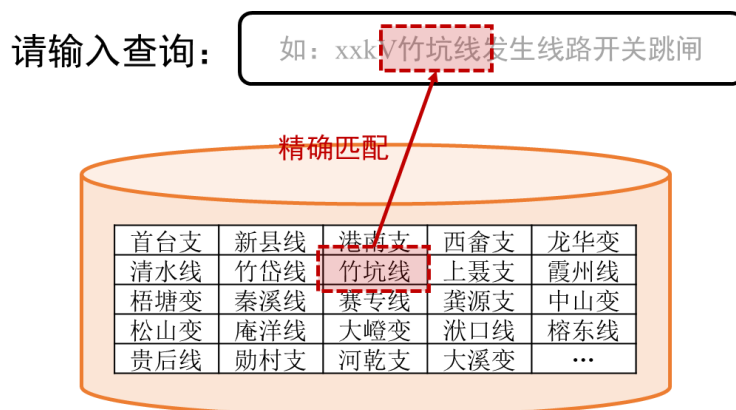 请输入查询：
如：xxkV竹坑线发生线路开关跳闸
精确匹配
首台支 新县线 港南支 西畲支 龙华变
清水线 竹岱线 竹坑线 上聂支 霞州线
梧塘变 秦溪线 赛专线 龚源支 中山变
松山变 庵洋线 大嶝变 洑口线 榕东线
贵后线 勋村支 河乾支 大溪变 …